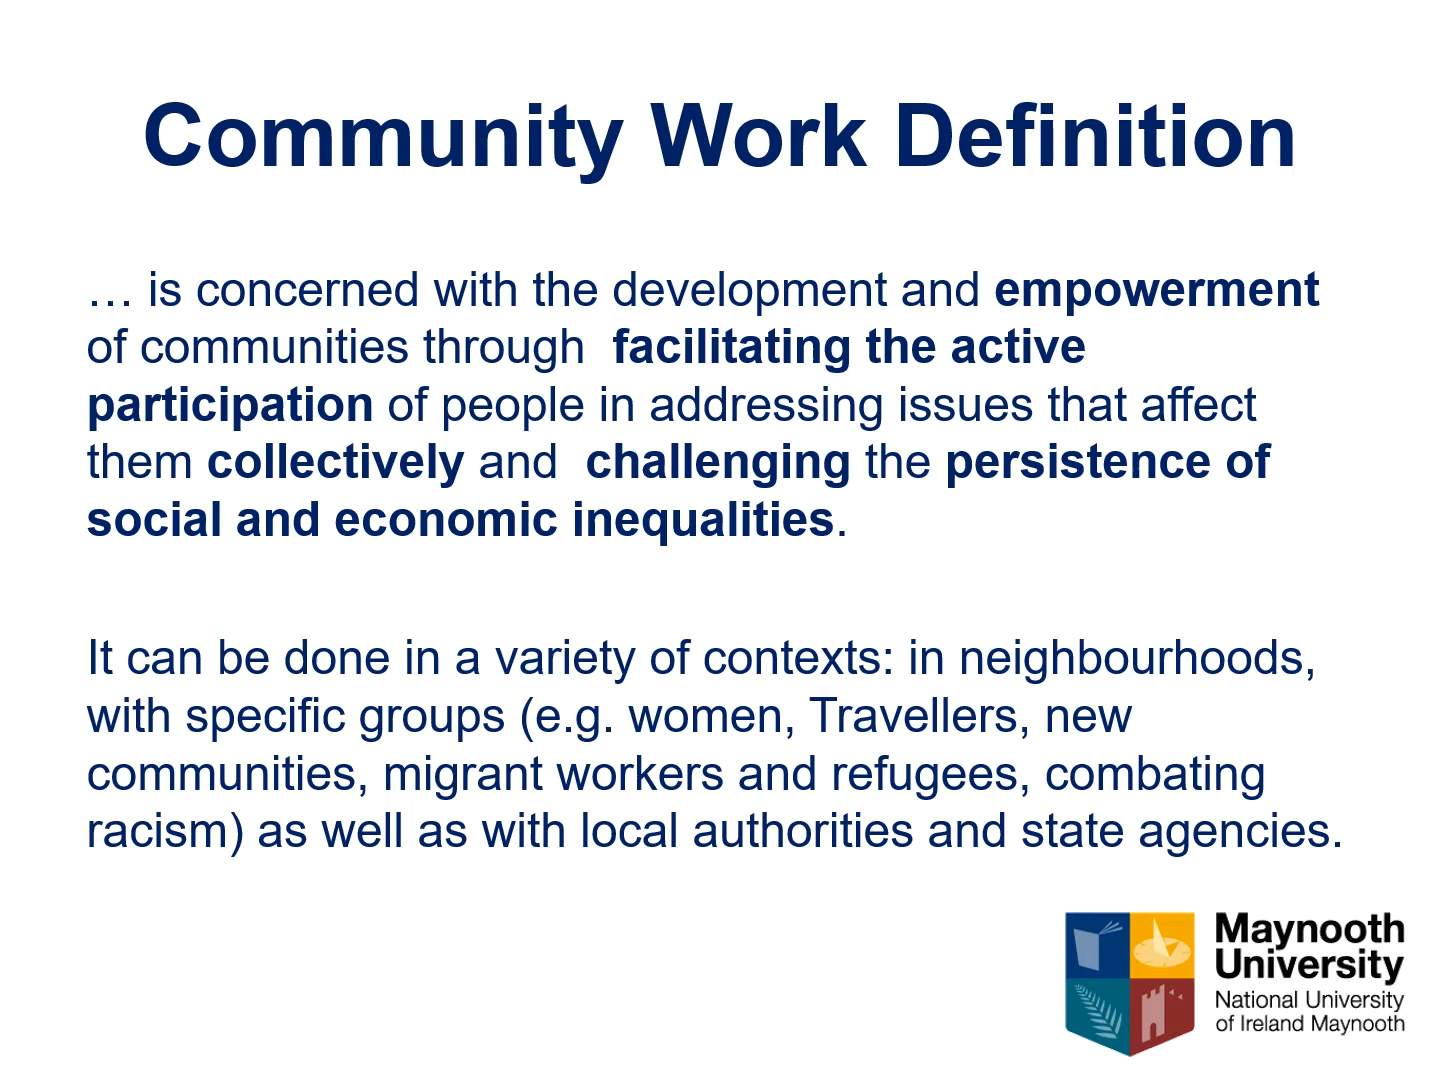 Community Work Definition
… is concerned with the development and empowerment
of communities through  facilitating the active
participation of people in addressing issues that affect
them collectively and  challenging the persistence of
social and economic inequalities.
It can be done in a variety of contexts: in neighbourhoods,
with specific groups (e.g. women, Travellers, new
communities, migrant workers and refugees, combating
racism) as well as with local authorities and state agencies.
Maynooth
University
National University
of Ireland Maynooth